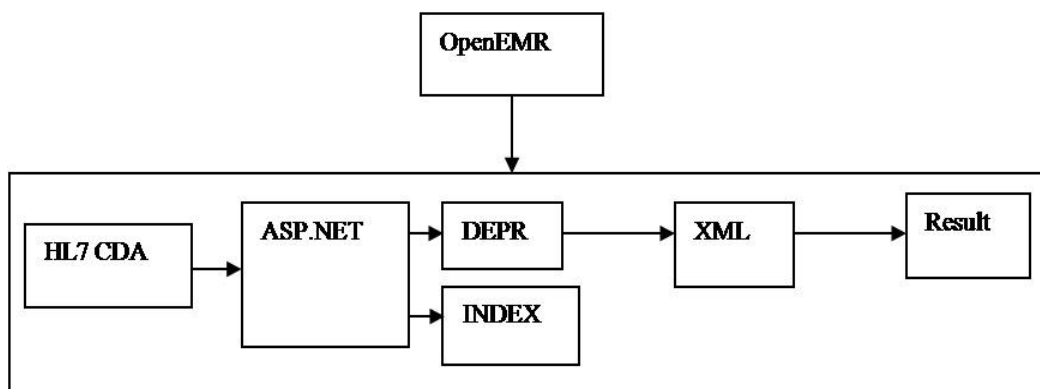 OpenEMR
HL7 CDA
ASP.NET
DEPR
INDEX
XML
Result